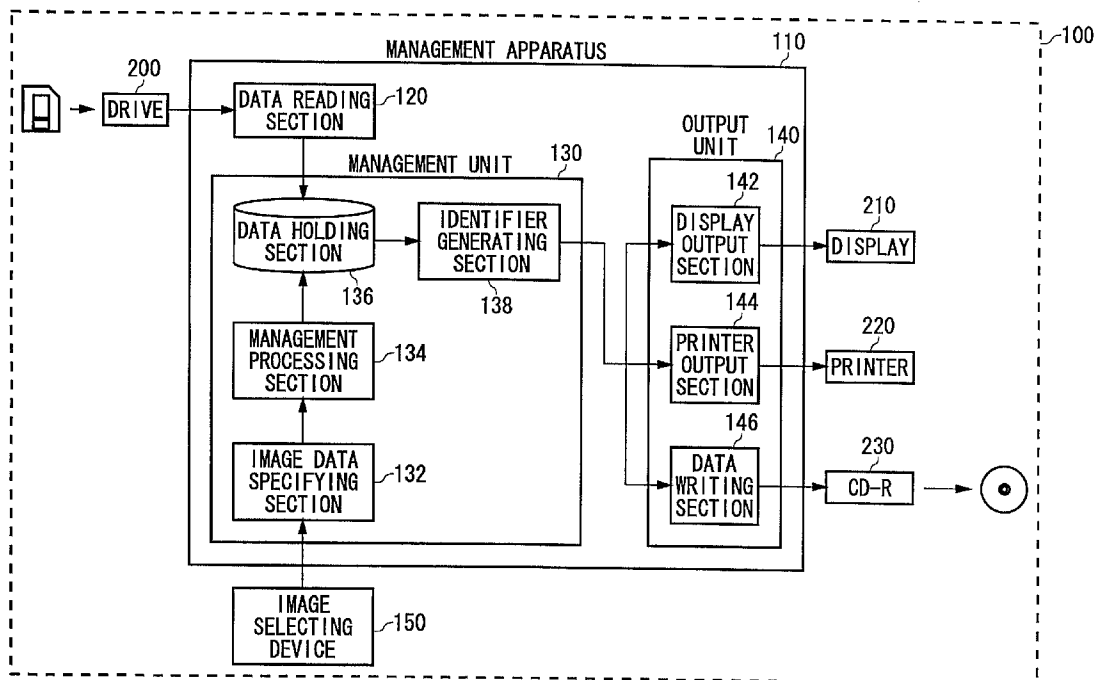 100
MANAGEMENT APPARATUS
110
200
DRIVE
DATA READING
SECTION
120
MANAGEMENT UNIT
130
DATA HOLDING
SECTION
136
IDENTIFIER
GENERATING
SECTION
138
MANAGEMENT
PROCESSING
SECTION
134
IMAGE DATA
SPECIFYING
SECTION
132
IMAGE
SELECTING
DEVICE
150
OUTPUT
UNIT
140
142
DISPLAY
OUTPUT
SECTION
210
DISPLAY
144
PRINTER
OUTPUT
SECTION
220
PRINTER
146
DATA
WRITING
SECTION
230
CD-R